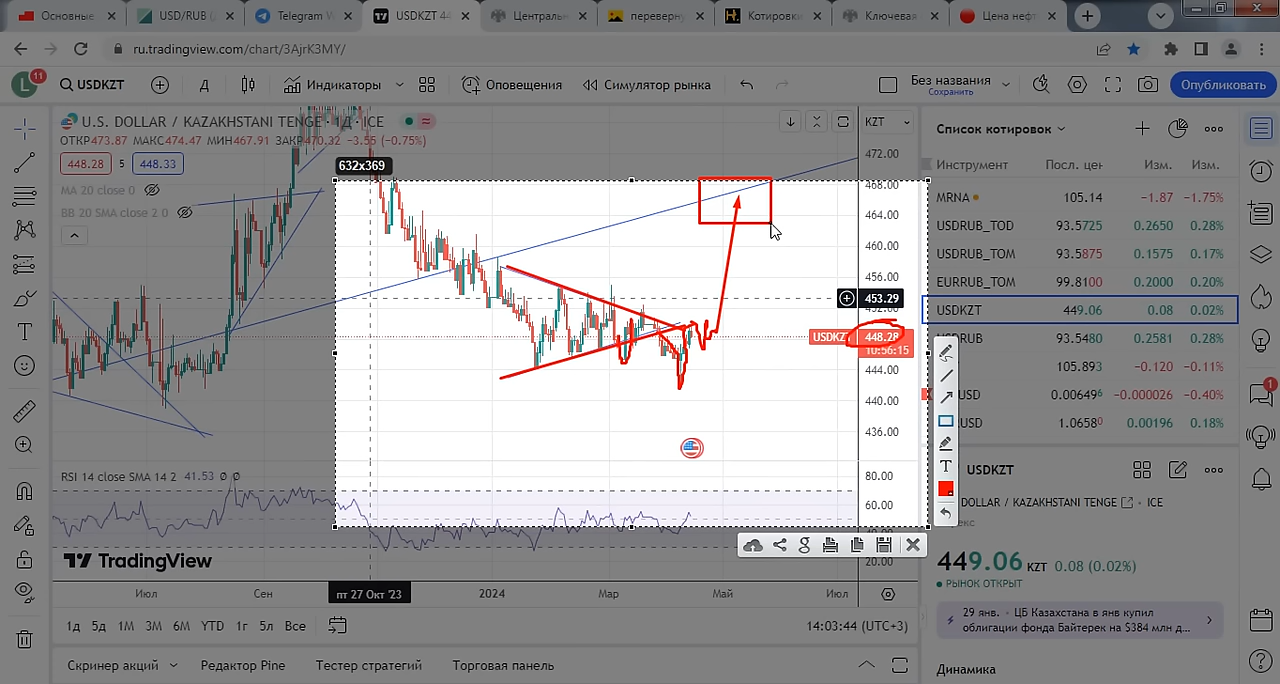 Основные
USD/RUB (
Telegram W
USDKZT 44
Центральн
переверну
Котировки
Ключевая
Цена нефт
ru.tradingview.com/chart/3AjrK3MY/
L
11
USDKZT
Д
Индикаторы
Оповещения
Симулятор рынка
Без названия
Сохранить
Опубликовать
U.S. DOLLAR / KAZAKHSTANI TENGE · 1Д · ICE
ОТКР473.87 МАКС474.47 МИН467.91 ЗАКР470.32 −3.55 (−0.75%)
448.28 5 448.33
MA 20 close 0
BB 20 SMA close 2 0
632x369
KZT
472.00
468.00
464.00
460.00
456.00
453.29
452.00
USDKZT 448.28
10:56:15
444.00
440.00
436.00
RSI 14 close SMA 14 2 41.53
80.00
60.00
20.00
TradingView
Июл
Сен
пт 27 Окт '23
2024
Мар
Май
Июл
1д 5д 1М 3М 6М YTD 1г 5л Все
14:03:44 (UTC+3)
Скринер акций
Редактор Pine
Тестер стратегий
Торговая панель
Список котировок
Инструмент Посл. цен Изм. Изм.
MRNA 105.14 −1.87 −1.75%
USDRUB_TOD 93.5725 0.2650 0.28%
USDRUB_TOM 93.5875 0.1575 0.17%
EURRUB_TOM 99.8100 0.2000 0.20%
USDKZT 449.06 0.08 0.02%
RUB 93.5480 0.2581 0.28%
105.893 −0.120 −0.11%
USD 0.006496 −0.000026 −0.40%
USD 1.06580 0.00196 0.18%
1
USDKZT
DOLLAR / KAZAKHSTANI TENGE · ICE
449.06 KZT 0.08 (0.02%)
РЫНОК ОТКРЫТ
29 янв. · ЦБ Казахстана в янв купил
облигации фонда Байтерек на $384 млн д...
Динамика